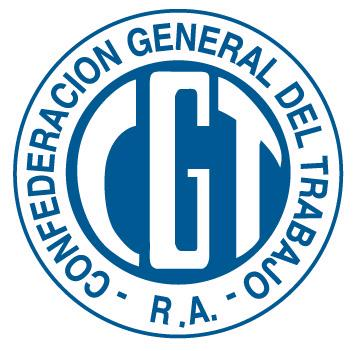 - CONFEDERACION GENERAL DEL TRABAJO -
CGT
R.A.